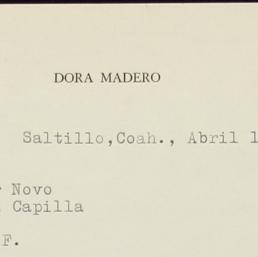 DORA MADERO
Saltillo,Coah., Abril 1
Novo
Capilla
F.